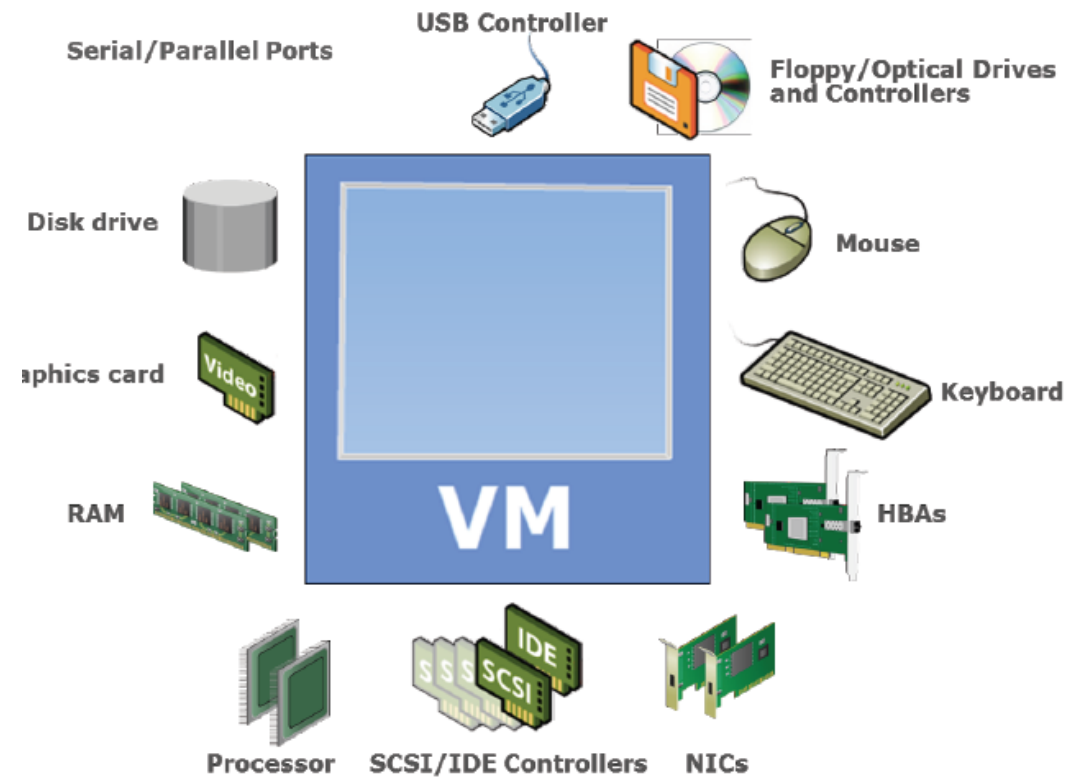 USB Controller
Serial/Parallel Ports
Floppy/Optical Drives
and Controllers
Disk drive
Mouse
Video
aphics card
Keyboard
RAM
VM
HBAs
IDE
S S S SCSI
Processor
SCSI/IDE Controllers
NICs